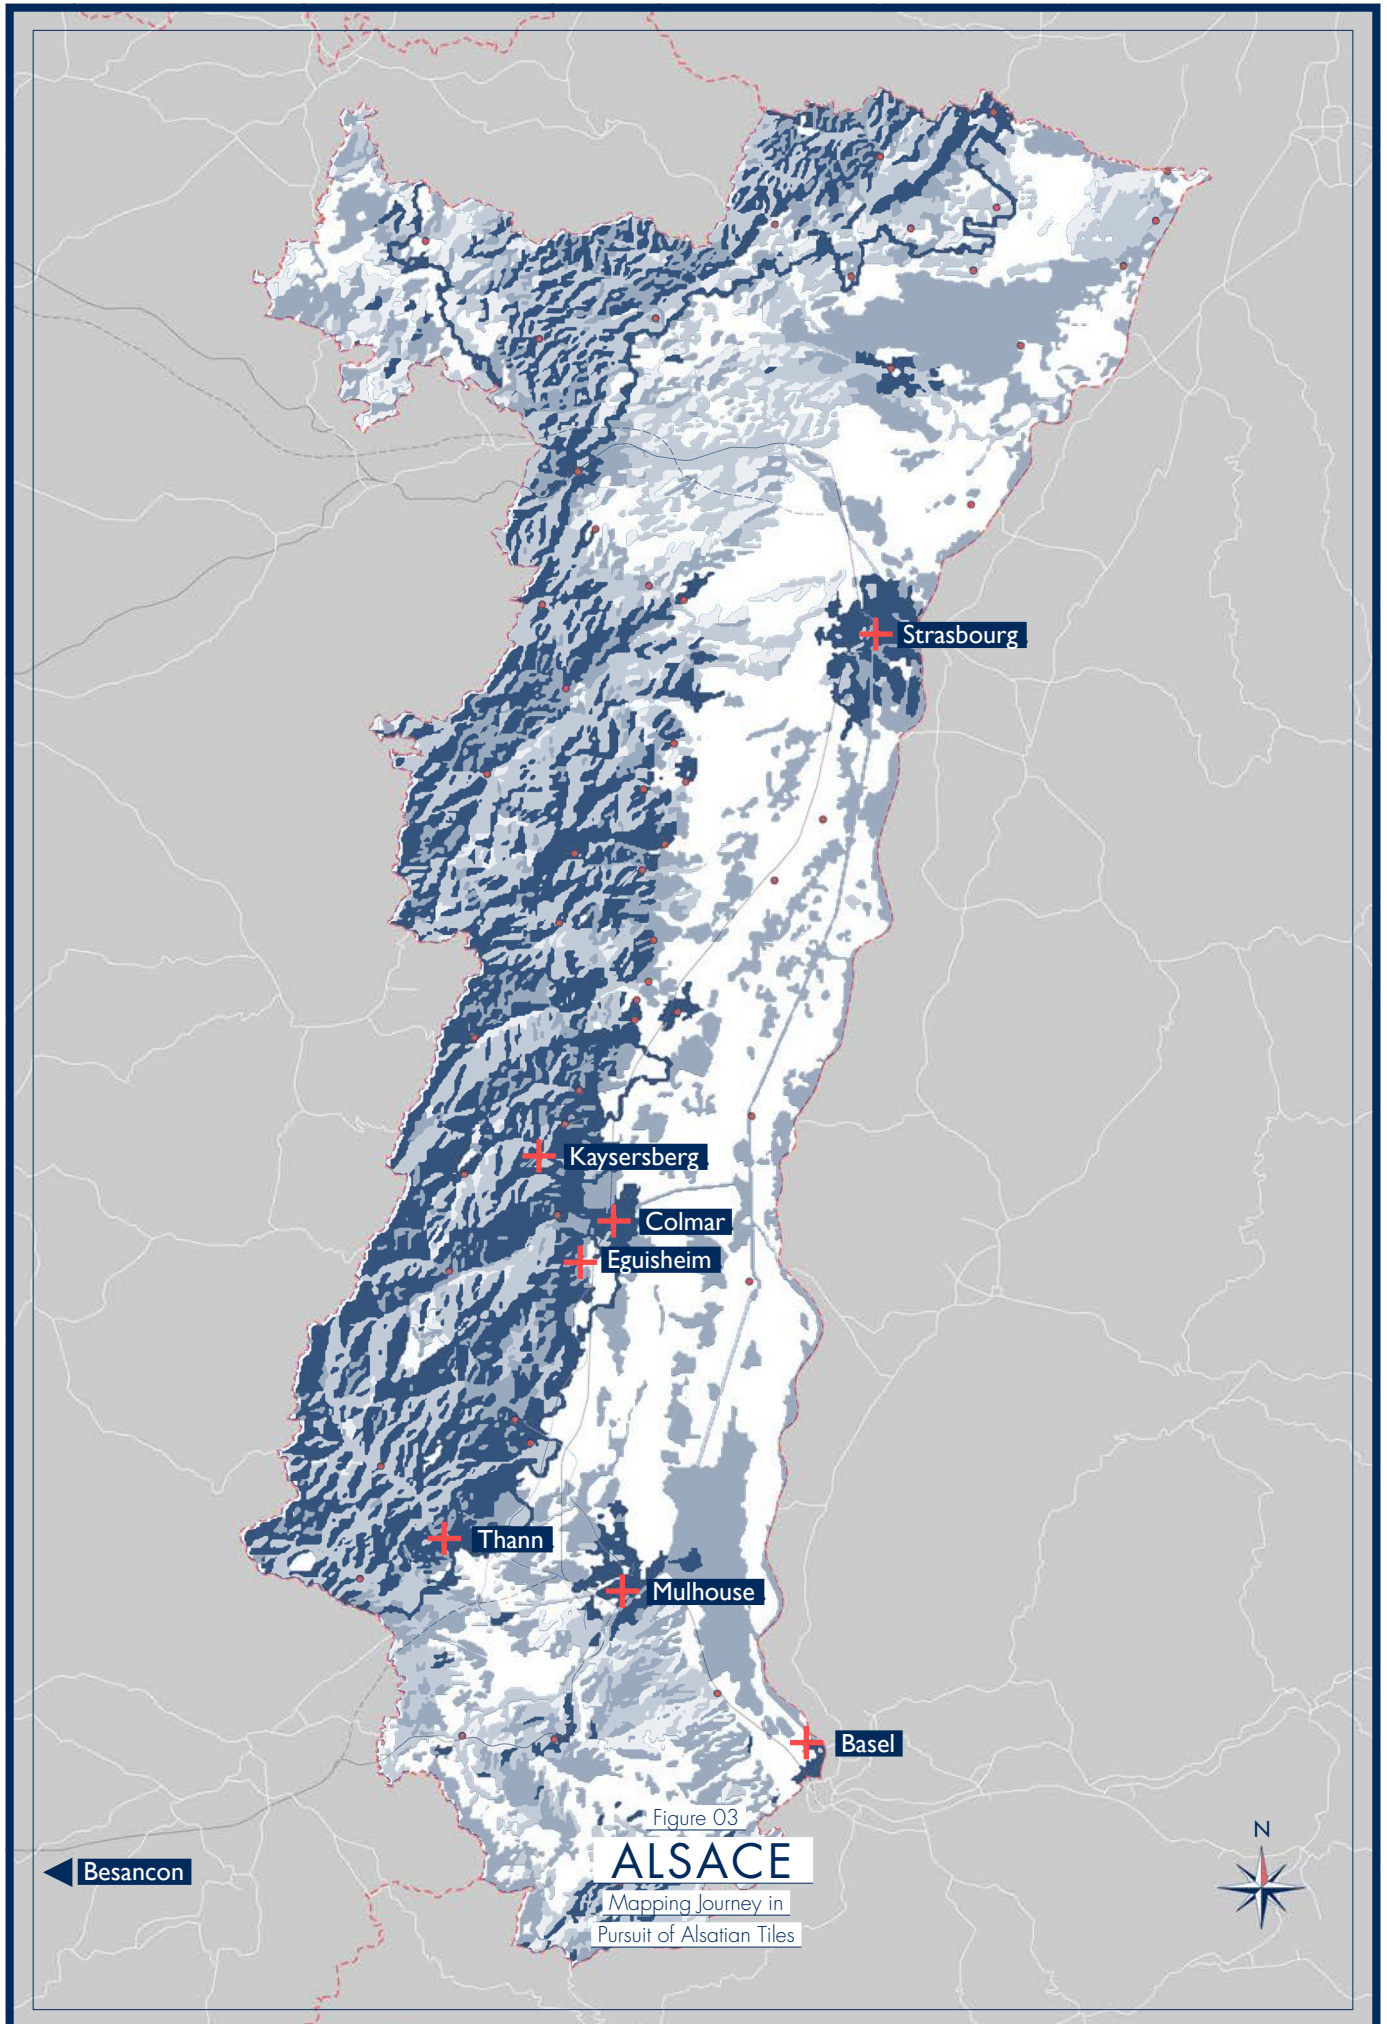 Strasbourg
Kaysersberg
Colmar
Eguisheim
Thann
Mulhouse
Basel
Figure 03
ALSACE
Mapping Journey in
Pursuit of Alsatian Tiles
Besancon
N